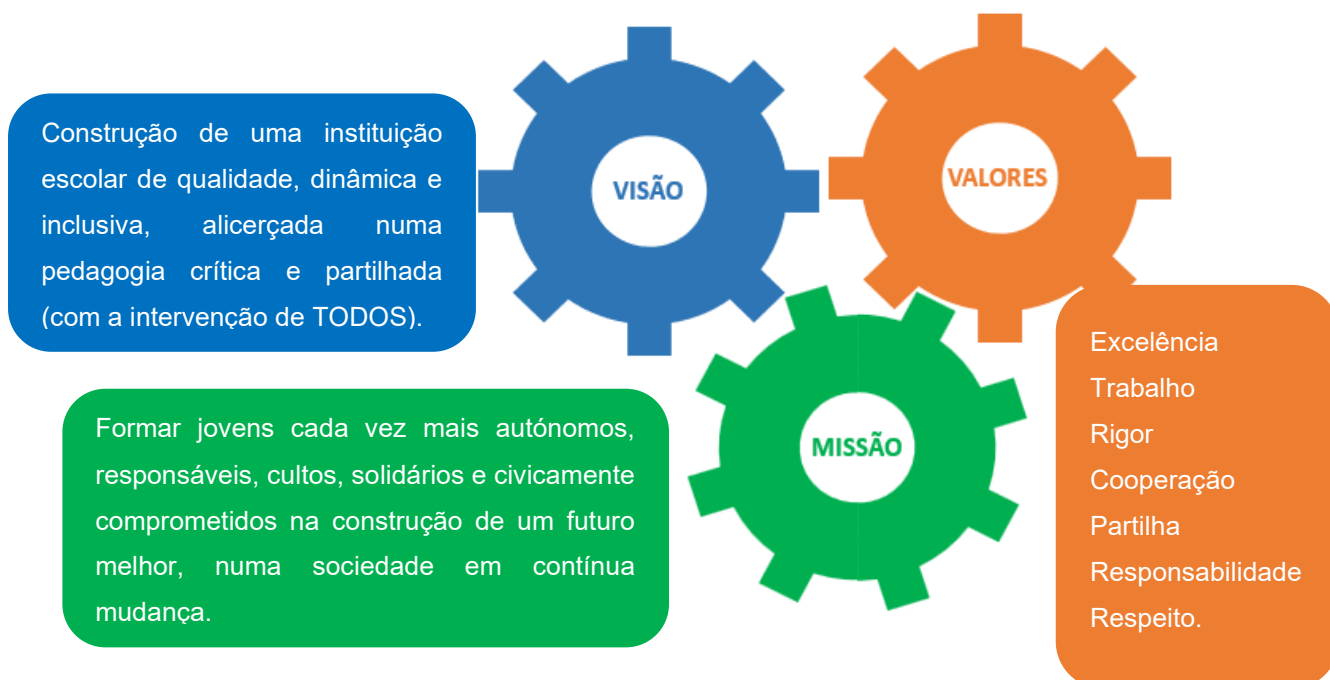 Construção de uma instituição
escolar de qualidade, dinâmica e
inclusiva, alicerçada numa
pedagogia crítica e partilhada
(com a intervenção de TODOS).
VISÃO
VALORES
Formar jovens cada vez mais autónomos,
responsáveis, cultos, solidários e civicamente
comprometidos na construção de um futuro
melhor, numa sociedade em contínua
mudança.
MISSÃO
Excelência
Trabalho
Rigor
Cooperação
Partilha
Responsabilidade
Respeito.